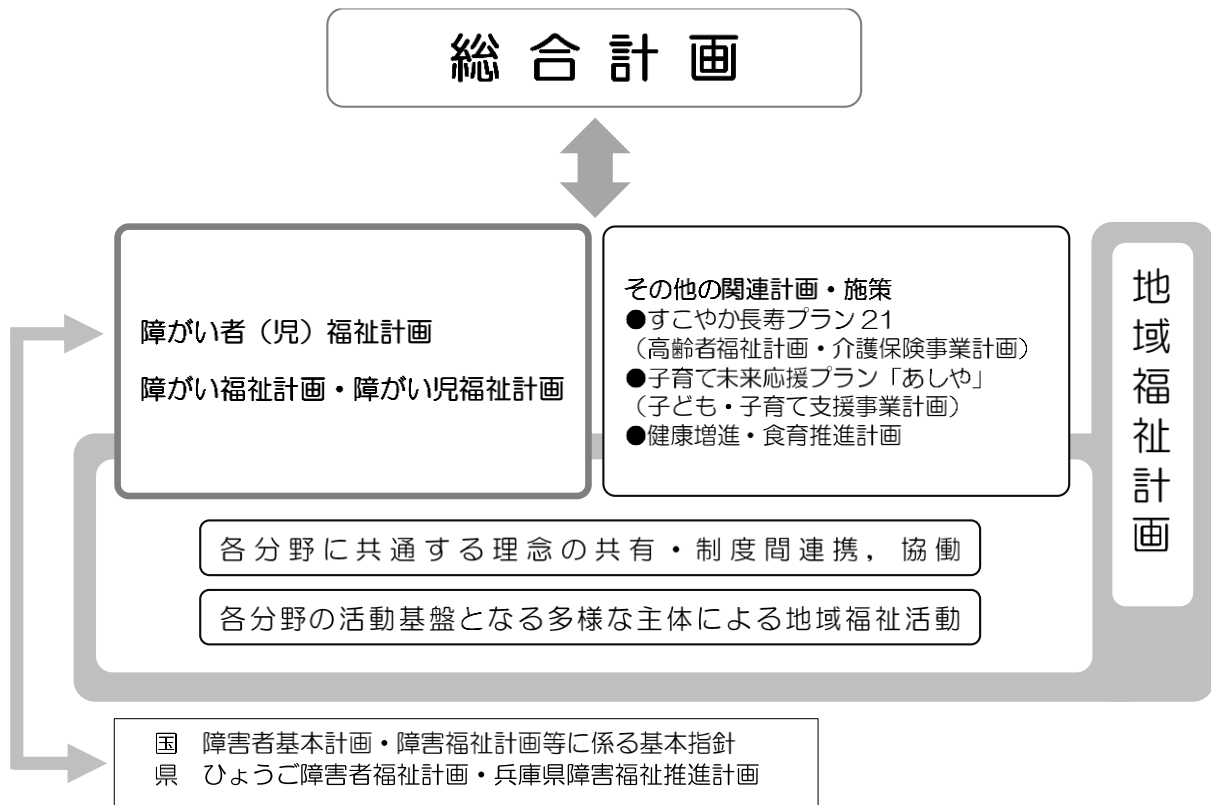 総合計画
障がい者（児）福祉計画
障がい福祉計画・障がい児福祉計画
その他の関連計画・施策
●すこやか長寿プラン21
（高齢者福祉計画・介護保険事業計画）
●子育て未来応援プラン「あしや」
（子ども・子育て支援事業計画）
●健康増進・食育推進計画
地域福祉計画
各分野に共通する理念の共有・制度間連携，協働
各分野の活動基盤となる多様な主体による地域福祉活動
国　障害者基本計画・障害福祉計画等に係る基本指針
県　ひょうご障害者福祉計画・兵庫県障害福祉推進計画